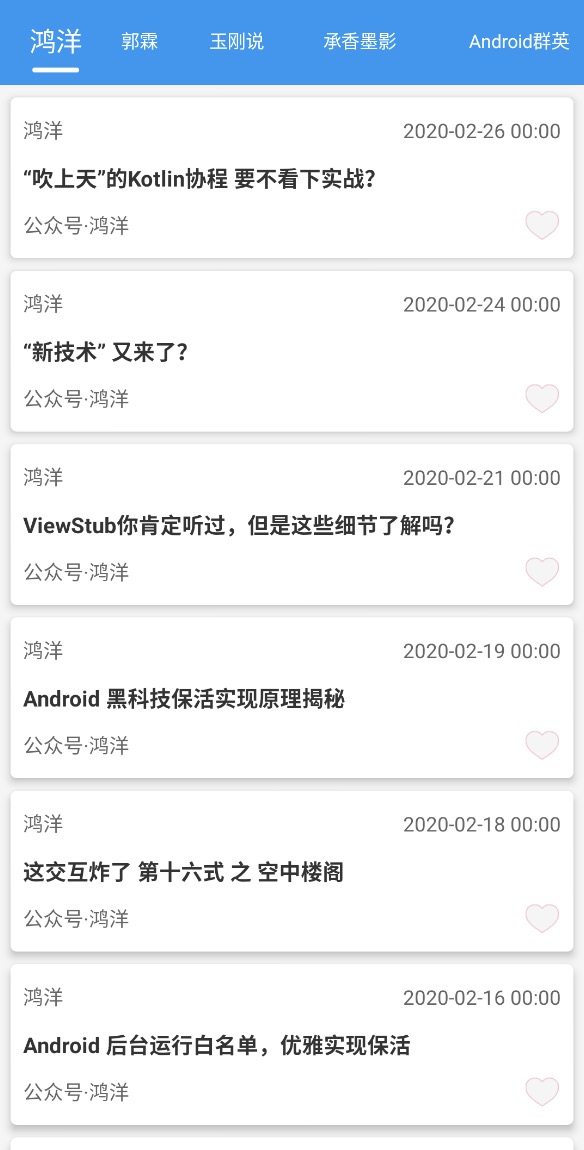 鸿洋 郭霖 玉刚说 承香墨影 Android群英
鸿洋 2020-02-26 00:00
“吹上天”的Kotlin协程 要不看下实战？
公众号·鸿洋
鸿洋 2020-02-24 00:00
“新技术” 又来了？
公众号·鸿洋
鸿洋 2020-02-21 00:00
ViewStub你肯定听过，但是这些细节了解吗？
公众号·鸿洋
鸿洋 2020-02-19 00:00
Android 黑科技保活实现原理揭秘
公众号·鸿洋
鸿洋 2020-02-18 00:00
这交互炸了 第十六式 之 空中楼阁
公众号·鸿洋
鸿洋 2020-02-16 00:00
Android 后台运行白名单，优雅实现保活
公众号·鸿洋